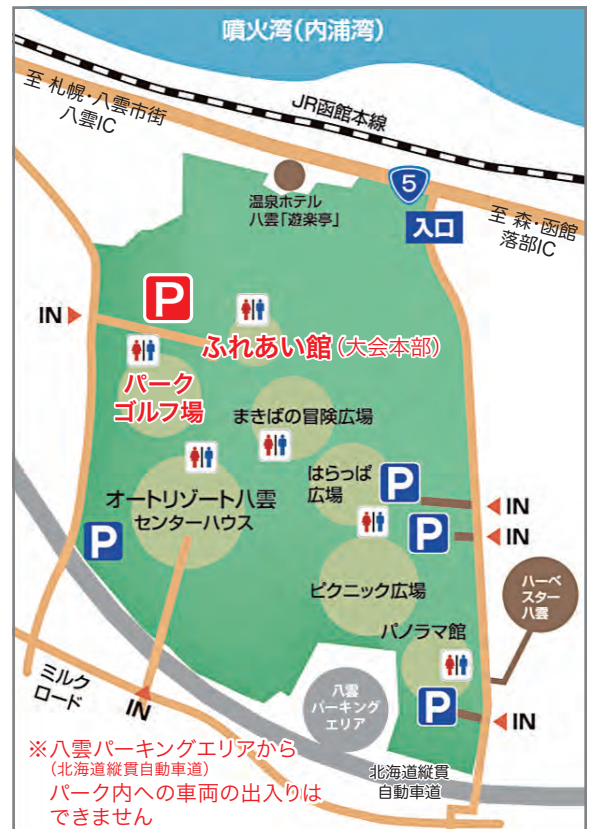 噴火湾(内浦湾)
至 札幌・八雲市街
八雲IC
JR函館本線
5
温泉ホテル
八雲「遊楽亭」
入口
至 森・函館
落部IC
P
IN
ふれあい館(大会本部)
パーク
ゴルフ場
まきばの冒険広場
はらっぱ
広場
P
IN
オートリゾート八雲
センターハウス
P
IN
P
ピクニック広場
ハーベ
スター
八雲
パノラマ館
ミルク
ロード
IN
八雲
パーキング
エリア
P
IN
※八雲パーキングエリアから
(北海道縦貫自動車道)
パーク内への車両の出入りは
できません
北海道縦貫
自動車道